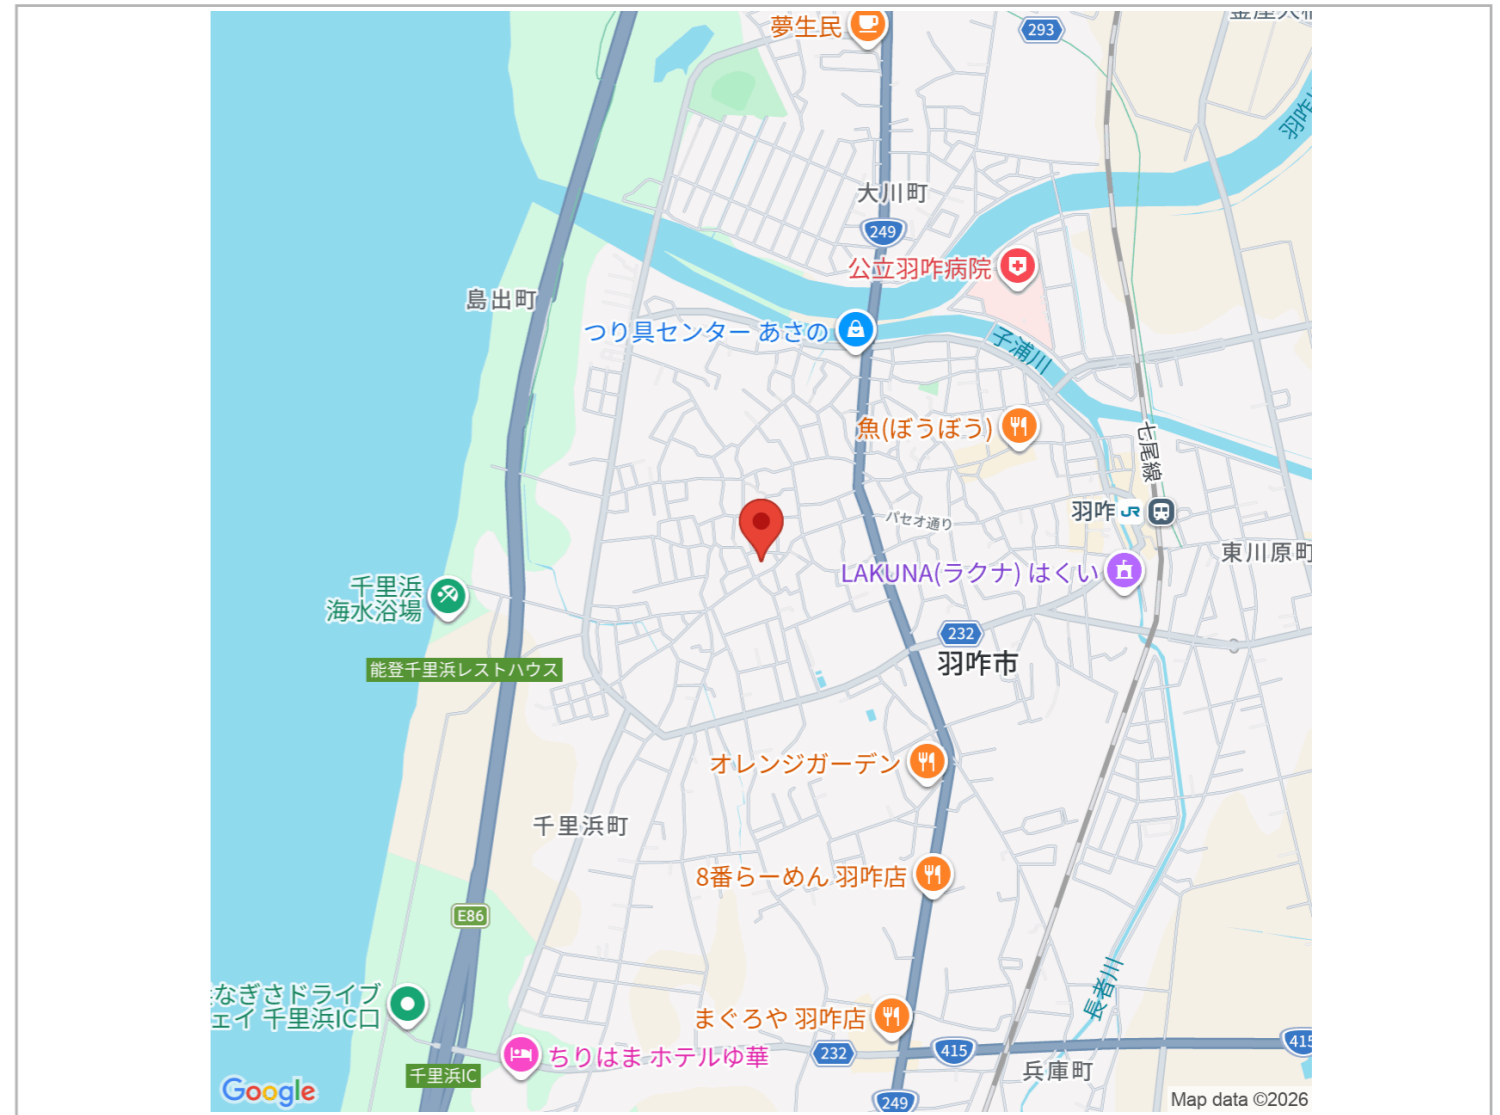 夢生民
293
大川町
249
公立羽咋病院
島出町
つり具センター あさの
子浦川
魚(ぼうぼう)
七尾線
パセオ通り
羽咋
JR
東川原町
LAKUNA(ラクナ) はくい
千里浜
海水浴場
232
羽咋市
能登千里浜レストハウス
オレンジガーデン
千里浜町
8番らーめん 羽咋店
E86
長者川
なぎさドライブ
ェイ 千里浜IC口
まぐろや 羽咋店
ちりはま ホテルゆ華
232
415
415
千里浜IC
兵庫町
249
Google
Map data ©2026